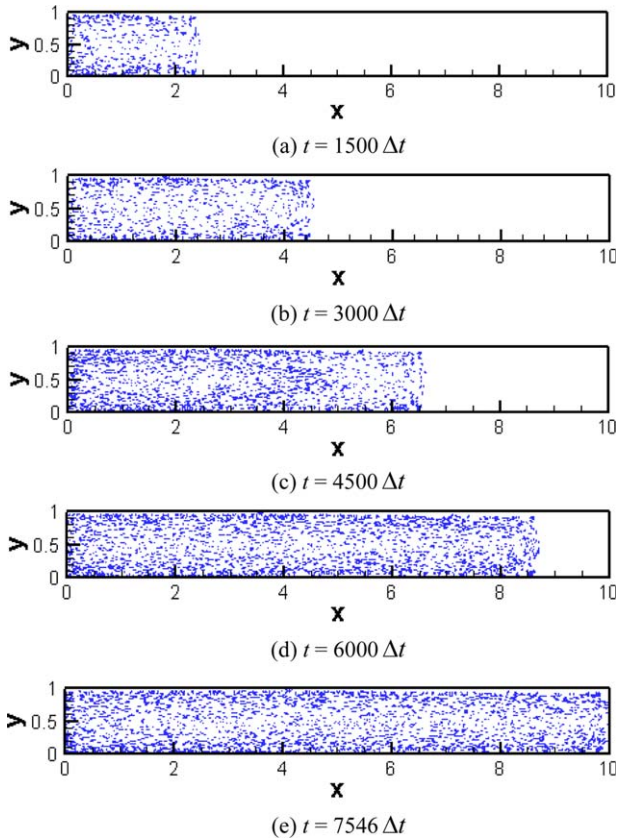 y
1
0.5
0
0 2 4 6 8 10
x
(a) t = 1500 Δt
y
1
0.5
0
0 2 4 6 8 10
x
(b) t = 3000 Δt
y
1
0.5
0
0 2 4 6 8 10
x
(c) t = 4500 Δt
y
1
0.5
0
0 2 4 6 8 10
x
(d) t = 6000 Δt
y
1
0.5
0
0 2 4 6 8 10
x
(e) t = 7546 Δt